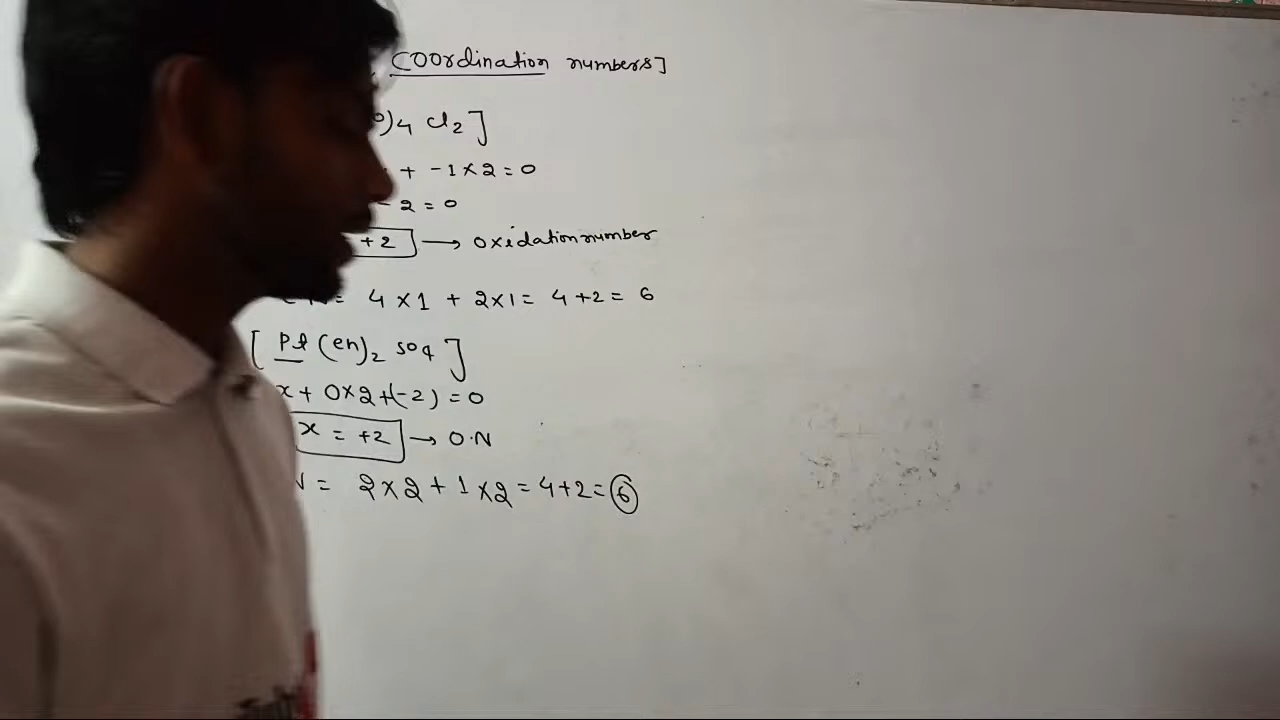 Coordination numbers]
)4 Cl2]
+ -1×2=0
- 2=0
+2 → oxidation number
= 4×1 + 2×1= 4+2= 6
[Pt(en)2 SO4]
x+ 0×2+(-2)=0
x = +2 → O.N
N= 2×2+1×2=4+2=6